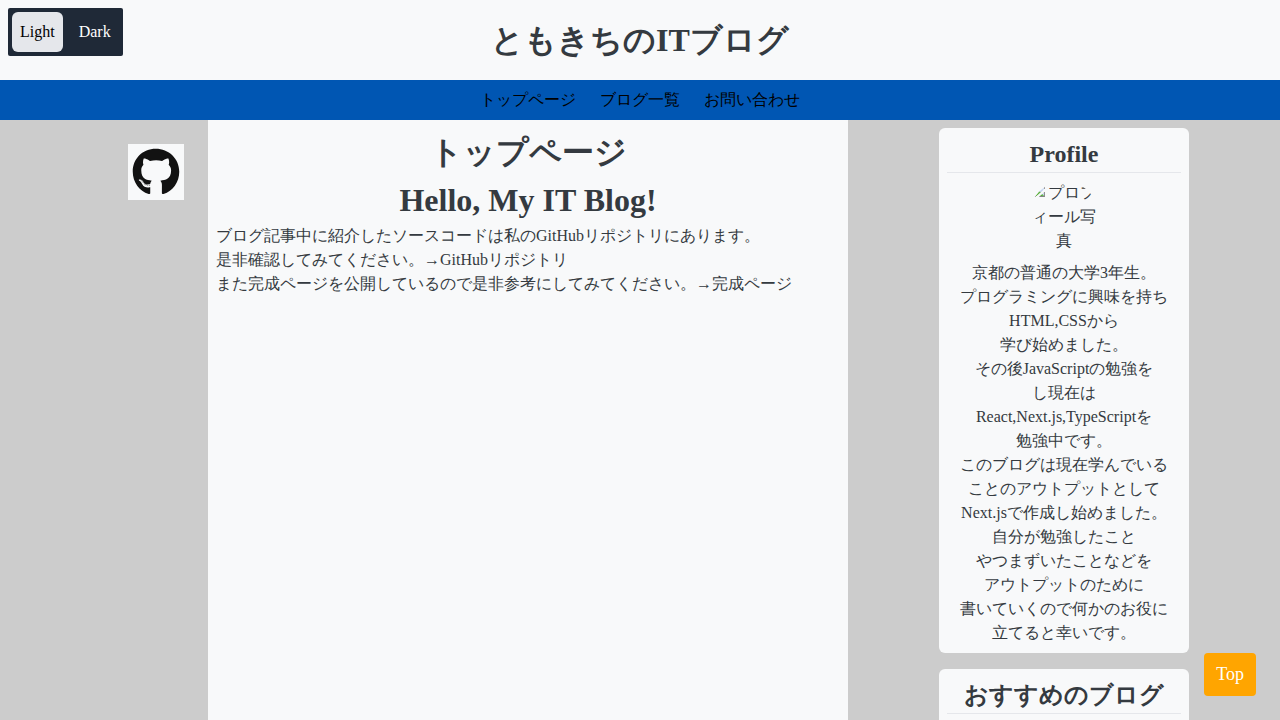 Light
Dark
ともきちのITブログ
トップページ
ブログ一覧
お問い合わせ
トップページ
Hello, My IT Blog!
ブログ記事中に紹介したソースコードは私のGitHubリポジトリにあります。
是非確認してみてください。→GitHubリポジトリ
また完成ページを公開しているので是非参考にしてみてください。→完成ページ
Profile
プロフ
ィール写
真
京都の普通の大学3年生。
プログラミングに興味を持ち
HTML,CSSから
学び始めました。
その後JavaScriptの勉強を
し現在は
React,Next.js,TypeScriptを
勉強中です。
このブログは現在学んでいる
ことのアウトプットとして
Next.jsで作成し始めました。
自分が勉強したこと
やつまずいたことなどを
アウトプットのために
書いていくので何かのお役に
立てると幸いです。
おすすめのブログ
Top